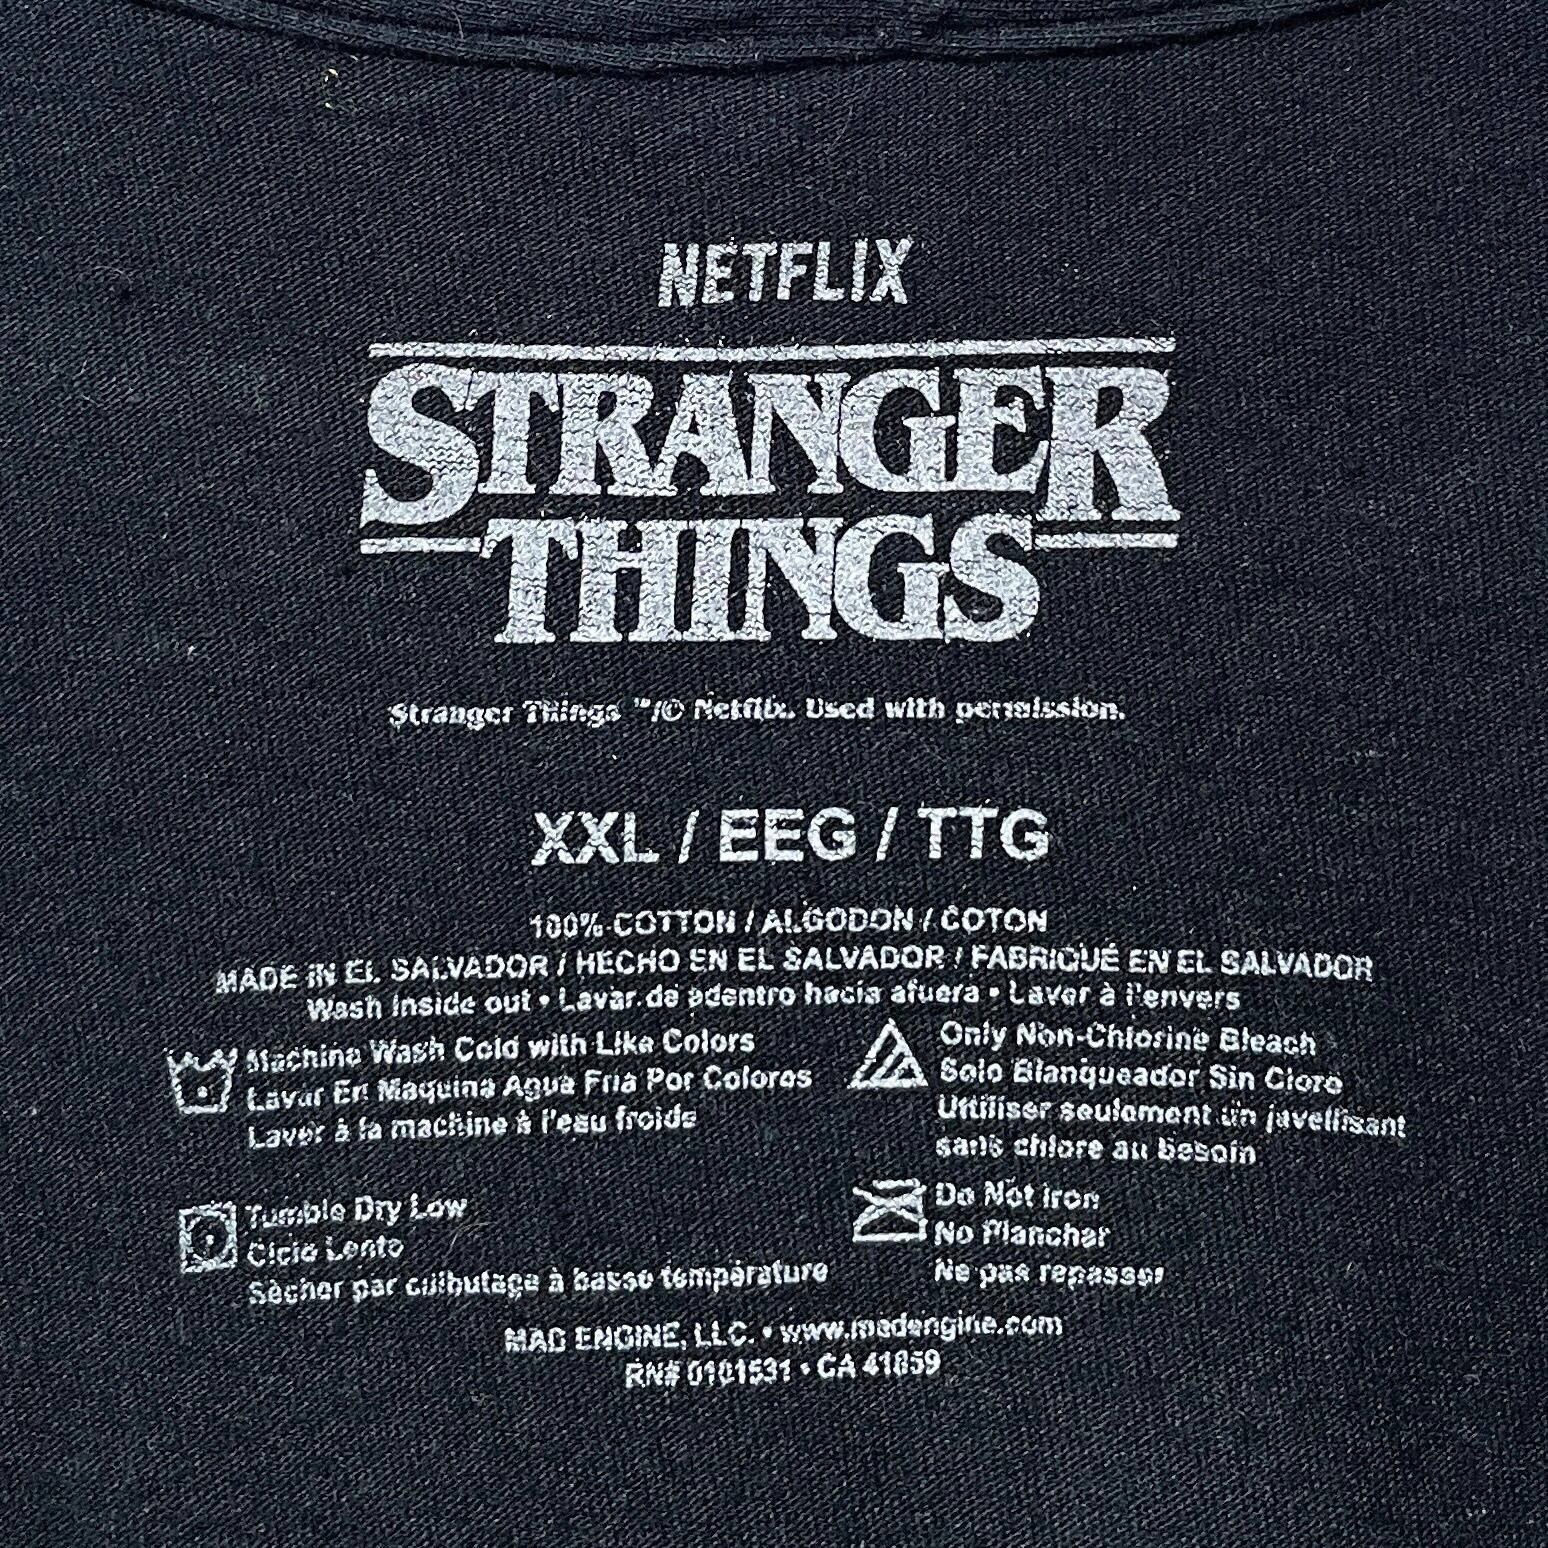 NETFLIX
STRANGER
THINGS
Stranger Things ™/© Netflix. Used with permission.
XXL / EEG / TTG
100% COTTON / ALGODON / COTON
MADE IN EL SALVADOR / HECHO EN EL SALVADOR / FABRIQUÉ EN EL SALVADOR
Wash Inside out • Lavar de adentro hacia afuera • Laver à l'envers
Machine Wash Cold with Like Colors
Lavar En Maquina Agua Fria Por Colores
Laver à la machine à l'eau froide
Only Non-Chlorine Bleach
Solo Blanqueador Sin Cloro
Uttiliser seulement un javellisant
sans chlore au besoin
Tumble Dry Low
Ciclo Lento
Sècher par culbutage à basse température
Do Not Iron
No Planchar
Ne pas repasser
MAD ENGINE, LLC. • www.madengine.com
RN# 0101531 • CA 41859